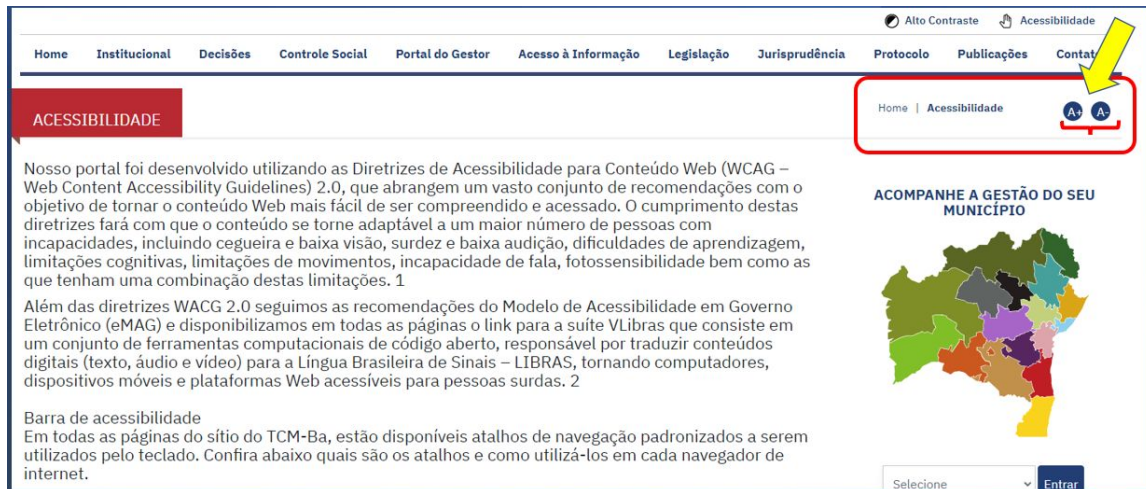 Alto Contraste Acessibilidade
Home Institucional Decisões Controle Social Portal do Gestor Acesso à Informação Legislação Jurisprudência Protocolo Publicações
Home | Acessibilidade A+ A-
ACESSIBILIDADE
Nosso portal foi desenvolvido utilizando as Diretrizes de Acessibilidade para Conteúdo Web (WCAG –
Web Content Accessibility Guidelines) 2.0, que abrangem um vasto conjunto de recomendações com o
objetivo de tornar o conteúdo Web mais fácil de ser compreendido e acessado. O cumprimento destas
diretrizes fará com que o conteúdo se torne adaptável a um maior número de pessoas com
incapacidades, incluindo cegueira e baixa visão, surdez e baixa audição, dificuldades de aprendizagem,
limitações cognitivas, limitações de movimentos, incapacidade de fala, fotossensibilidade bem como as
que tenham uma combinação destas limitações. 1
Além das diretrizes WACG 2.0 seguimos as recomendações do Modelo de Acessibilidade em Governo
Eletrônico (eMAG) e disponibilizamos em todas as páginas o link para a suíte VLibras que consiste em
um conjunto de ferramentas computacionais de código aberto, responsável por traduzir conteúdos
digitais (texto, áudio e vídeo) para a Língua Brasileira de Sinais – LIBRAS, tornando computadores,
dispositivos móveis e plataformas Web acessíveis para pessoas surdas. 2
Barra de acessibilidade
Em todas as páginas do sítio do TCM-Ba, estão disponíveis atalhos de navegação padronizados a serem
utilizados pelo teclado. Confira abaixo quais são os atalhos e como utilizá-los em cada navegador de
internet.
ACOMPANHE A GESTÃO DO SEU
MUNICÍPIO
Selecione Entrar